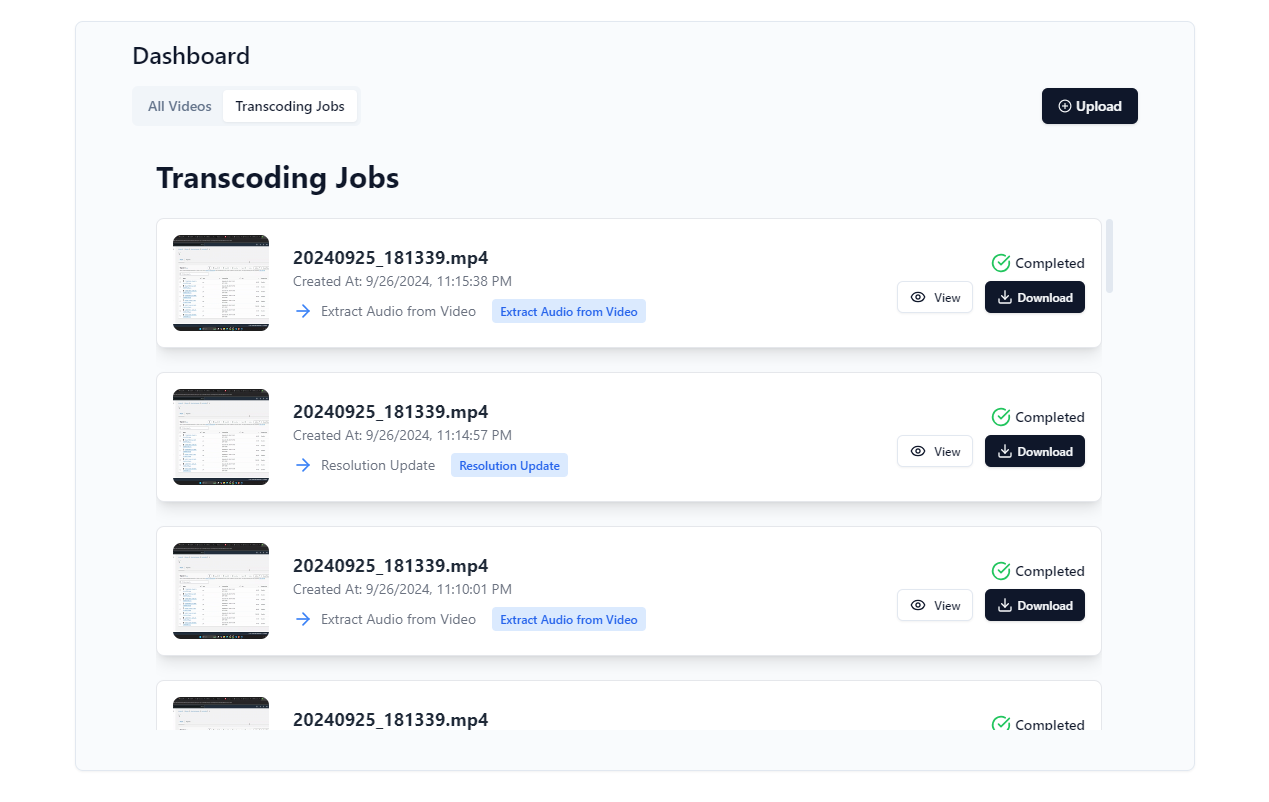 Dashboard
All Videos Transcoding Jobs
Upload
Transcoding Jobs
20240925_181339.mp4
Created At: 9/26/2024, 11:15:38 PM
Extract Audio from Video Extract Audio from Video
Completed
View Download
20240925_181339.mp4
Created At: 9/26/2024, 11:14:57 PM
Resolution Update Resolution Update
Completed
View Download
20240925_181339.mp4
Created At: 9/26/2024, 11:10:01 PM
Extract Audio from Video Extract Audio from Video
Completed
View Download
20240925_181339.mp4
Completed